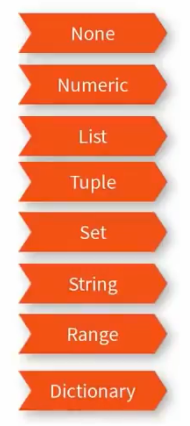 None
Numeric
List
Tuple
Set
String
Range
Dictionary